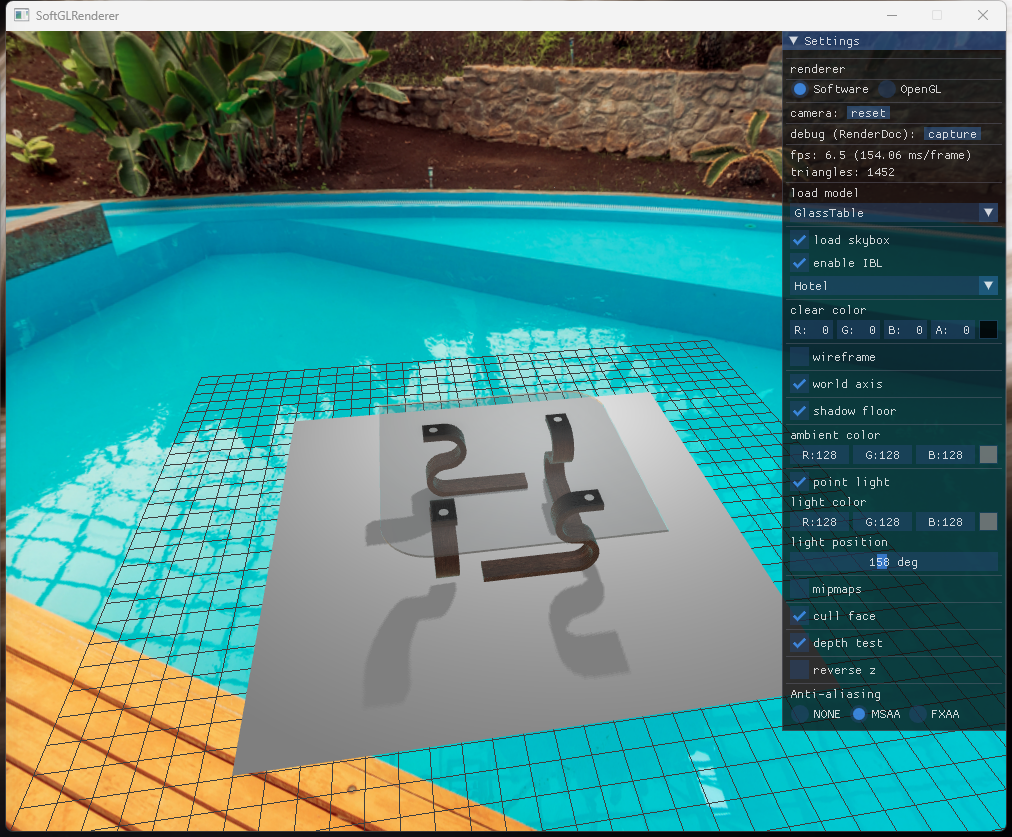 SoftGLRenderer
Settings
renderer
Software OpenGL
camera: reset
debug (RenderDoc): capture
fps: 6.5 (154.06 ms/frame)
triangles: 1452
load model
GlassTable
load skybox
enable IBL
Hotel
clear color
R: 0 G: 0 B: 0 A: 0
wireframe
world axis
shadow floor
ambient color
R:128 G:128 B:128
point light
light color
R:128 G:128 B:128
light position
158 deg
mipmaps
cull face
depth test
reverse z
Anti-aliasing
NONE MSAA FXAA